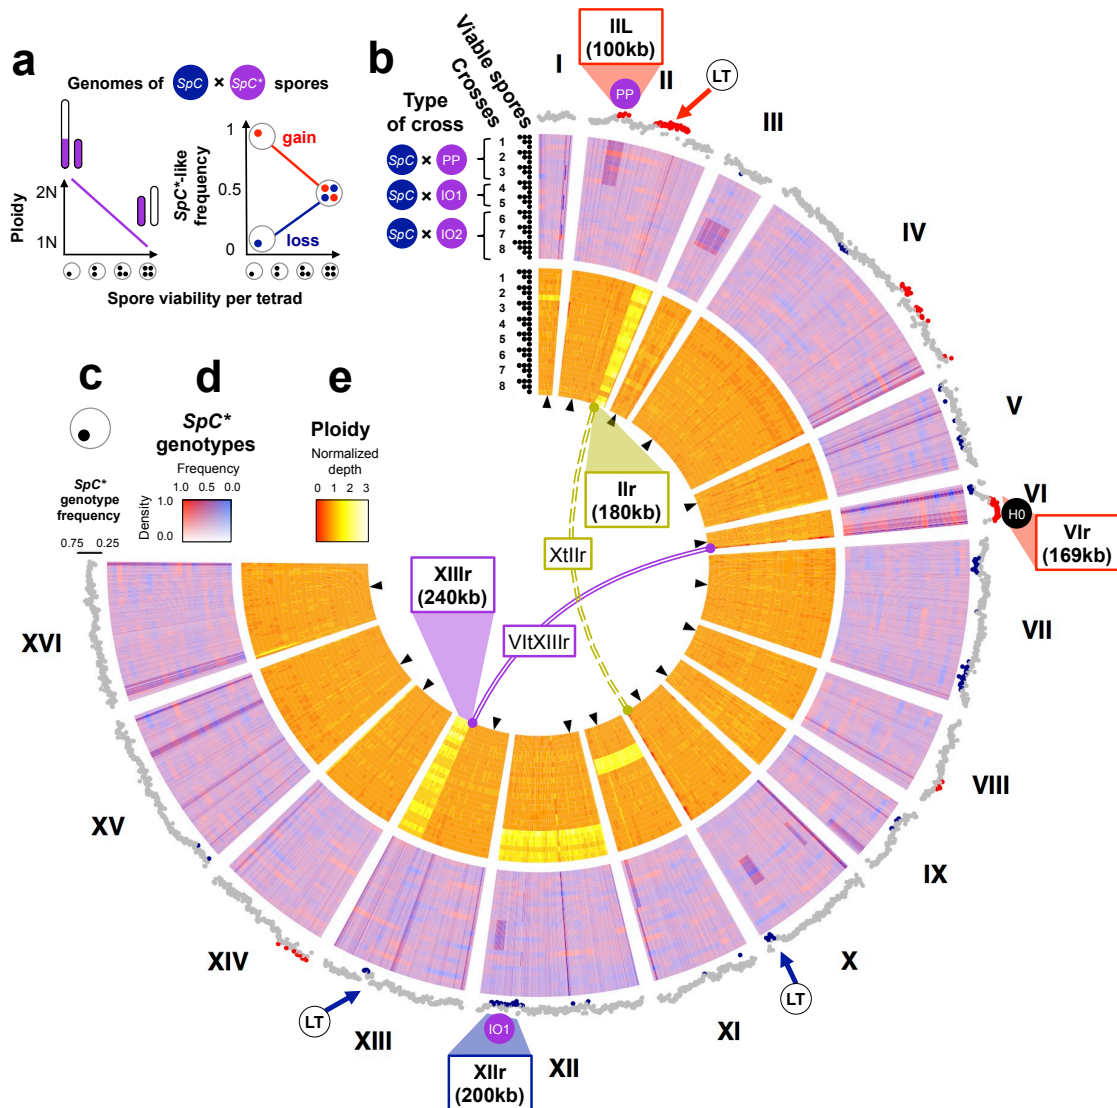 a
Genomes of SpC × SpC* spores
2N
1N
Ploidy
SpC*-like
frequency
1
0.5
0
gain
loss
Spore viability per tetrad
b
Type
of cross
SpC × PP
SpC × IO1
SpC × IO2
Crosses
Viable spores
1
2
3
4
5
6
7
8
1
2
3
4
5
6
7
8
c
SpC*
genotype
frequency
0.75 0.25
d
SpC*
genotypes
Frequency
1.0 0.0
Density
1.0
0.0
e
Ploidy
Normalized
depth
0 1 2 3
I
IIL
(100kb)
PP
II
LT
III
IV
V
VI
H0
VIr
(169kb)
VII
VIII
IX
X
LT
XI
XII
IO1
XIIr
(200kb)
XIII
LT
XIV
XV
XVI
IIr
(180kb)
XtIIr
XIIIr
(240kb)
VItXIIIr